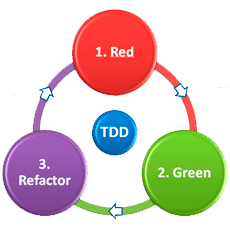 1. Red
TDD
3.
Refactor
2. Green